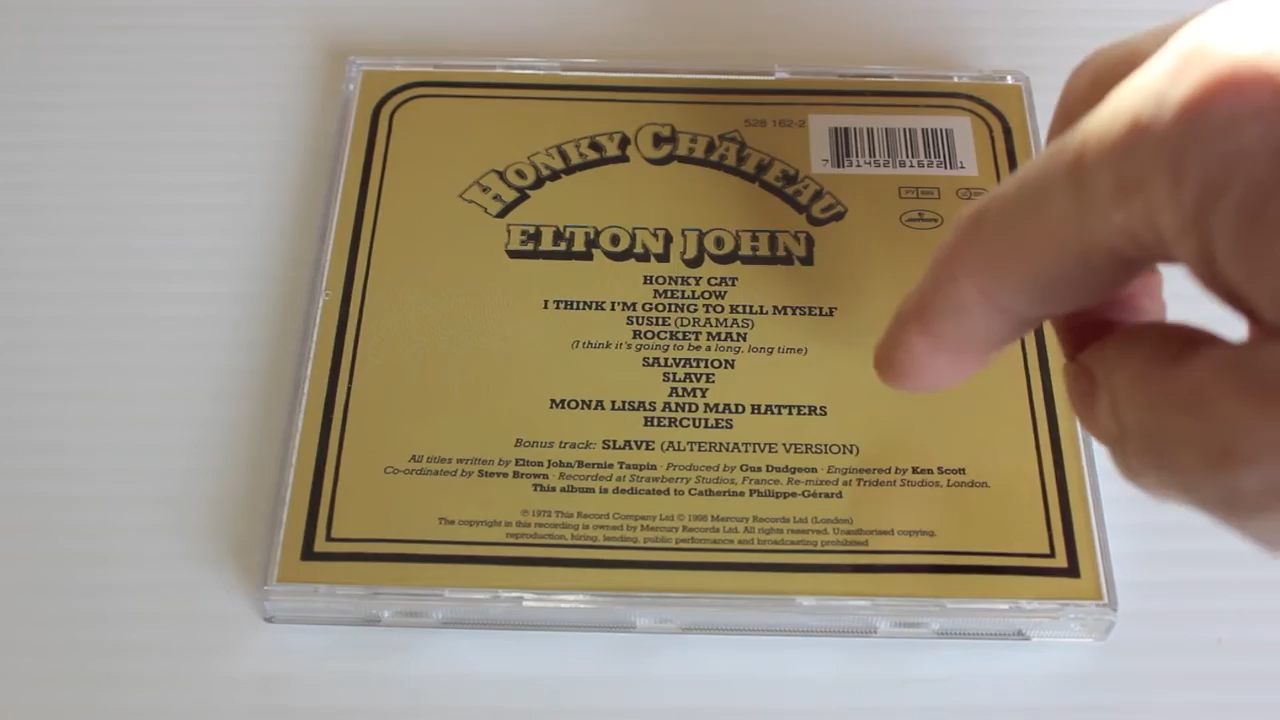 528 162-2
7 31452 81622 1
HONKY CHÂTEAU
ELTON JOHN
HONKY CAT
MELLOW
I THINK I'M GOING TO KILL MYSELF
SUSIE (DRAMAS)
ROCKET MAN
(I think it's going to be a long, long time)
SALVATION
SLAVE
AMY
MONA LISAS AND MAD HATTERS
HERCULES
Bonus track: SLAVE (ALTERNATIVE VERSION)
All titles written by Elton John/Bernie Taupin · Produced by Gus Dudgeon · Engineered by Ken Scott
Co-ordinated by Steve Brown · Recorded at Strawberry Studios, France. Re-mixed at Trident Studios, London.
This album is dedicated to Catherine Philippe-Gérard
℗ 1972 This Record Company Ltd © 1995 Mercury Records Ltd (London)
The copyright in this recording is owned by Mercury Records Ltd. All rights reserved. Unauthorised copying,
reproduction, hiring, lending, public performance and broadcasting prohibited